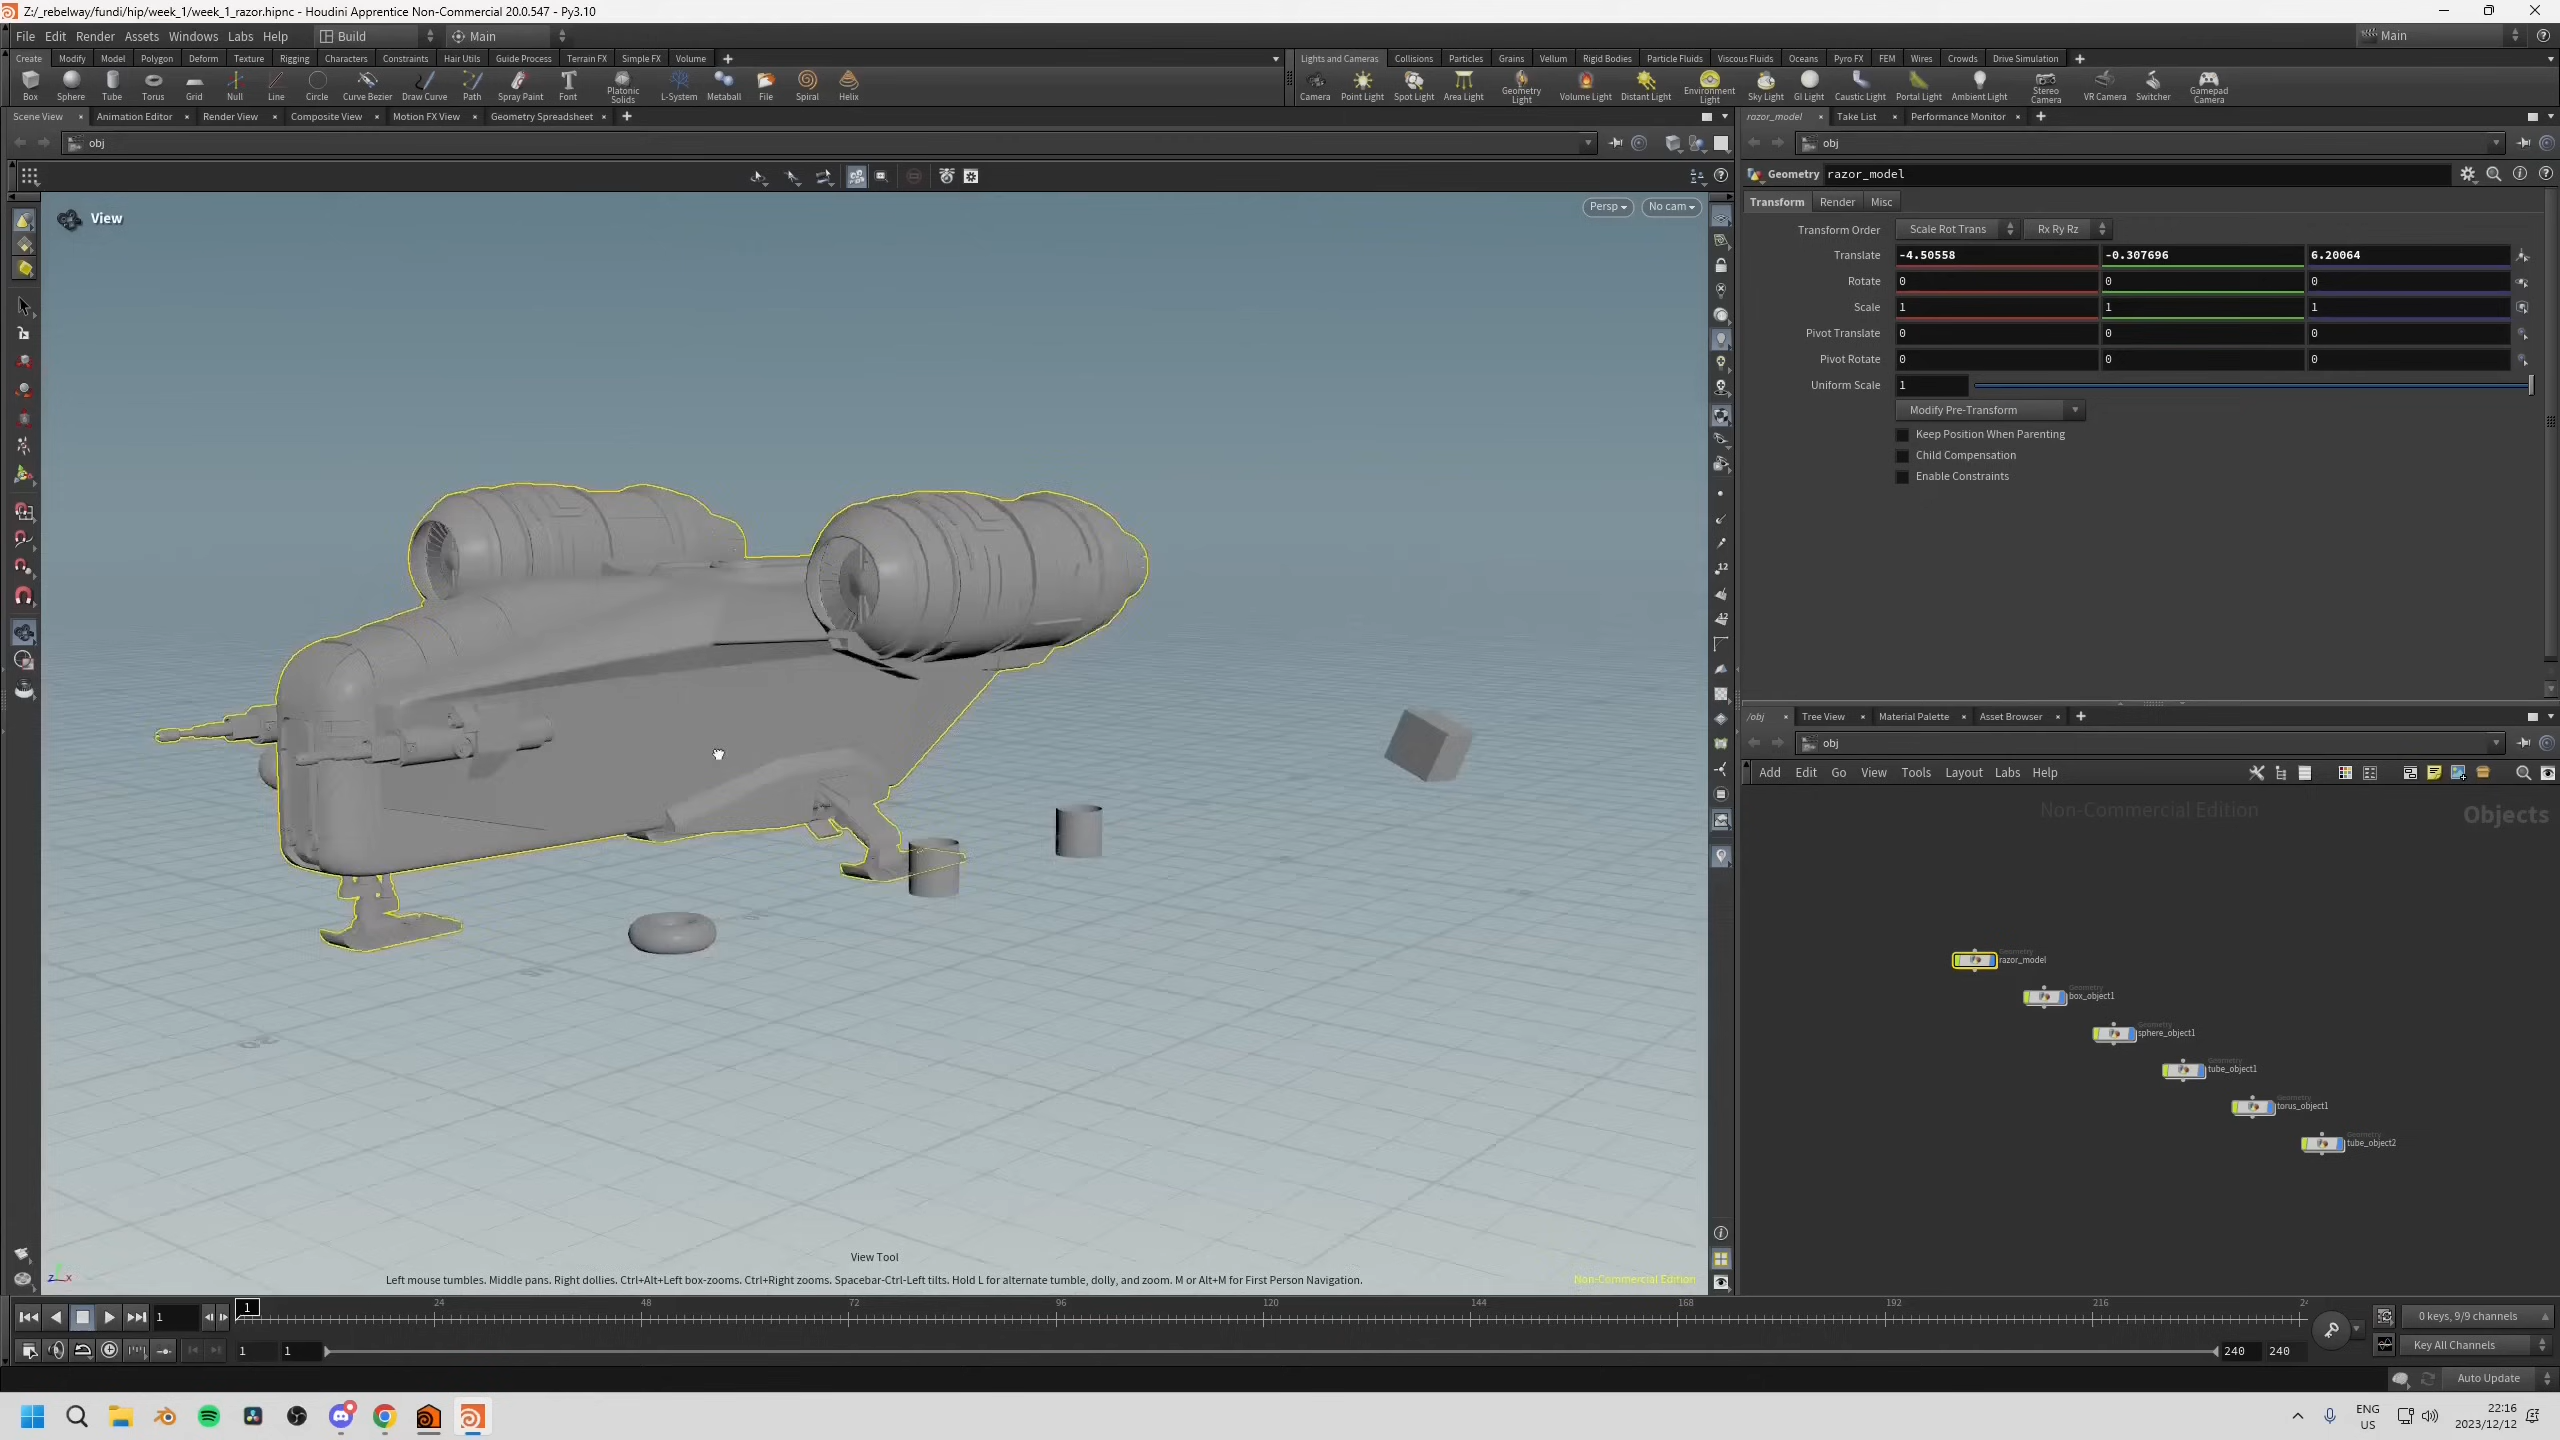 Z:/_rebelway/fundi/hip/week_1/week_1_razor.hipnc - Houdini Apprentice Non-Commercial 20.0.547 - Py3.10
File Edit Render Assets Windows Labs Help Build Main Main
Create Modify Model Polygon Deform Texture Rigging Characters Constraints Hair Utils Guide Process Terrain FX Simple FX Volume
Lights and Cameras Collisions Particles Grains Vellum Rigid Bodies Particle Fluids Viscous Fluids Oceans Pyro FX FEM Wires Crowds Drive Simulation
Box Sphere Tube Torus Grid Null Line Circle Curve Bezier Draw Curve Path Spray Paint Font Platonic Solids L-System Metaball File Spiral Helix
Camera Point Light Spot Light Area Light Geometry Light Volume Light Distant Light Environment Light Sky Light GI Light Caustic Light Portal Light Ambient Light Stereo Camera VR Camera Switcher Gamepad Camera
Scene View Animation Editor Render View Composite View Motion FX View Geometry Spreadsheet
razor_model Take List Performance Monitor
obj
obj
View
Persp No cam
Geometry razor_model
Transform Render Misc
Transform Order Scale Rot Trans Rx Ry Rz
Translate -4.50558 -0.307696 6.20064
Rotate 0 0 0
Scale 1 1 1
Pivot Translate 0 0 0
Pivot Rotate 0 0 0
Uniform Scale 1
Modify Pre-Transform
Keep Position When Parenting
Child Compensation
Enable Constraints
/obj Tree View Material Palette Asset Browser
obj
Add Edit Go View Tools Layout Labs Help
Non-Commercial Edition Objects
Geometry
razor_model
Geometry
box_object1
Geometry
sphere_object1
Geometry
tube_object1
Geometry
torus_object1
Geometry
tube_object2
12
12
z x
View Tool
Left mouse tumbles. Middle pans. Right dollies. Ctrl+Alt+Left box-zooms. Ctrl+Right zooms. Spacebar-Ctrl-Left tilts. Hold L for alternate tumble, dolly, and zoom. M or Alt+M for First Person Navigation.
Non-Commercial Edition
1 1 24 48 72 96 120 144 168 192 216 24
0 keys, 9/9 channels
1 1 240 240
Key All Channels
Auto Update
ENG
US
22:16
2023/12/12